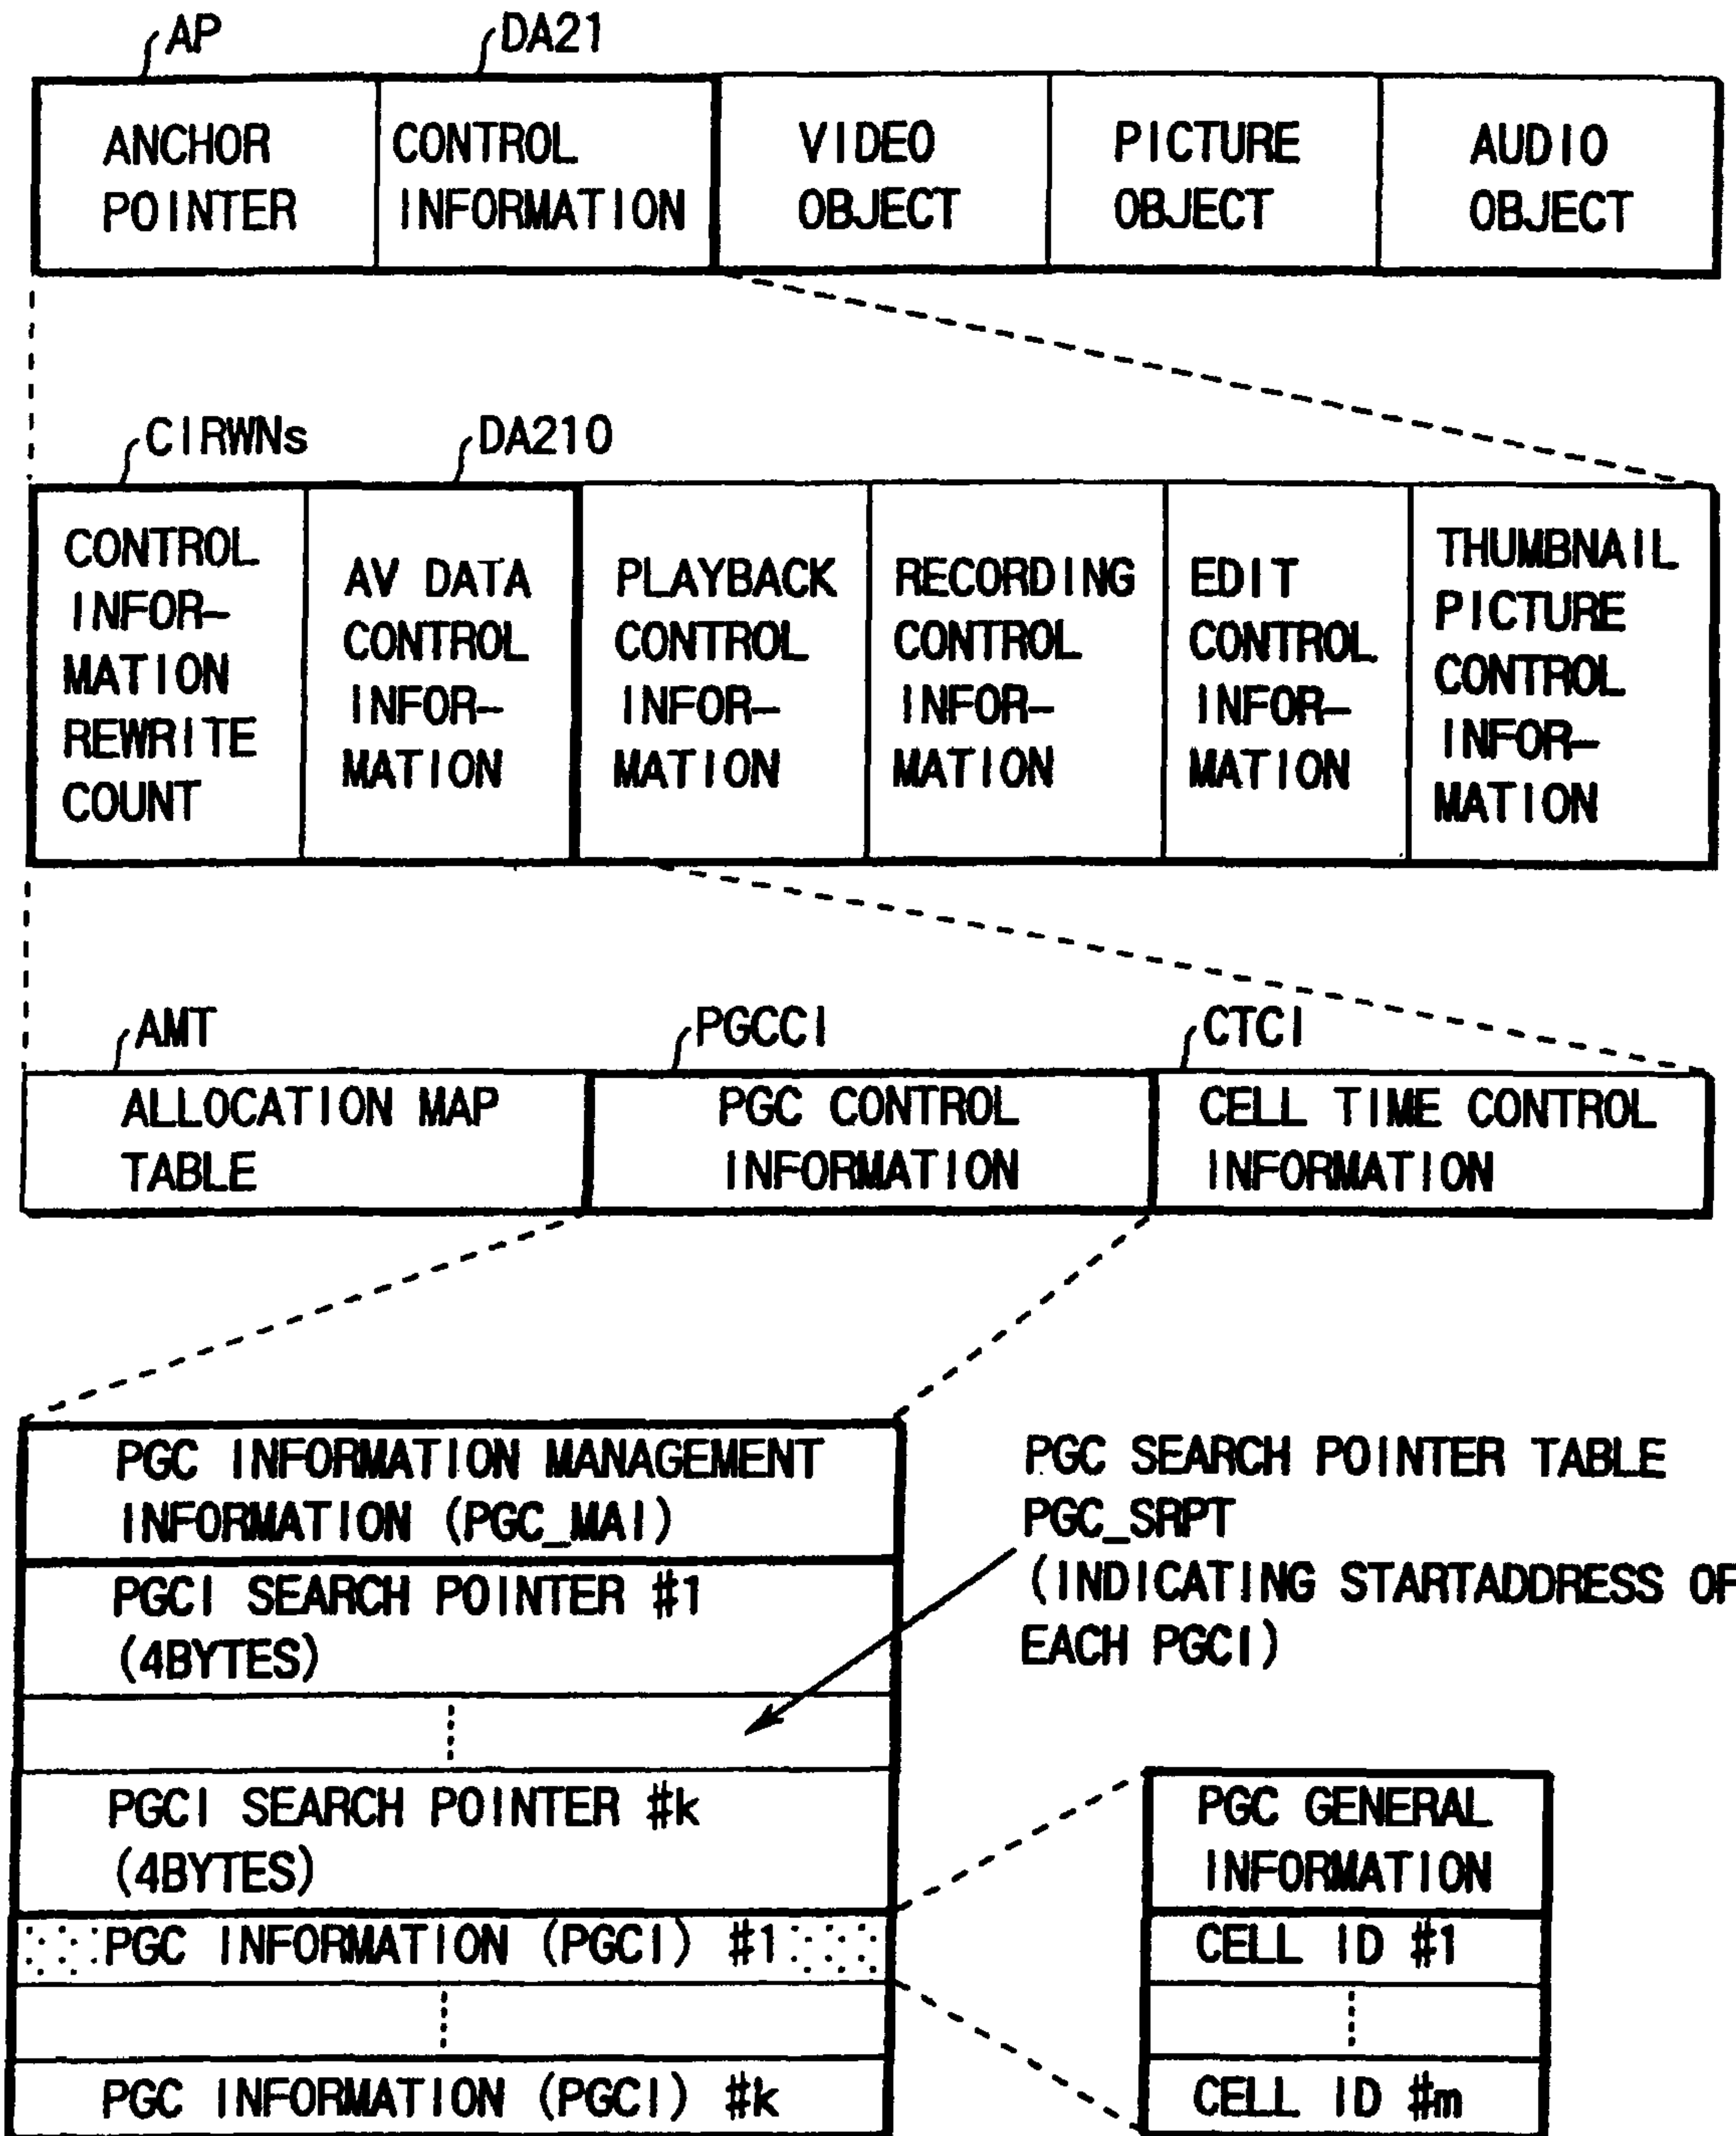 AP
DA21
ANCHOR
POINTER
CONTROL
INFORMATION
VIDEO
OBJECT
PICTURE
OBJECT
AUDIO
OBJECT
CIRWNs
DA210
CONTROL
INFOR-
MATION
REWRITE
COUNT
AV DATA
CONTROL
INFOR-
MATION
PLAYBACK
CONTROL
INFOR-
MATION
RECORDING
CONTROL
INFOR-
MATION
EDIT
CONTROL
INFOR-
MATION
THUMBNAIL
PICTURE
CONTROL
INFOR-
MATION
AMT
PGCCI
CTCI
ALLOCATION MAP
TABLE
PGC CONTROL
INFORMATION
CELL TIME CONTROL
INFORMATION
PGC INFORMATION MANAGEMENT
INFORMATION (PGC_MAI)
PGCI SEARCH POINTER #1
(4BYTES)
PGCI SEARCH POINTER #k
(4BYTES)
PGC INFORMATION (PGCI) #1
PGC INFORMATION (PGCI) #k
PGC SEARCH POINTER TABLE
PGC_SRPT
(INDICATING STARTADDRESS OF
EACH PGCI)
PGC GENERAL
INFORMATION
CELL ID #1
CELL ID #m